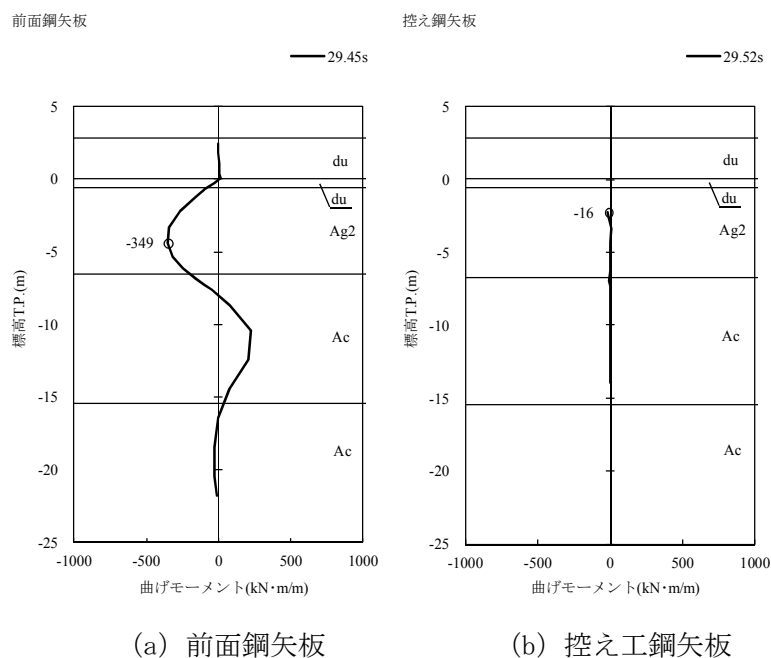 前面鋼矢板
29.45s
5
0
-5
-10
-15
-20
-25
標高T.P.(m)
du
du
Ag2
-349
Ac
Ac
-1000 -500 0 500 1000
曲げモーメント(kN·m/m)
(a) 前面鋼矢板
控え鋼矢板
29.52s
5
0
-5
-10
-15
-20
-25
標高T.P.(m)
du
du
-16
Ag2
Ac
Ac
-1000 -500 0 500 1000
曲げモーメント(kN·m/m)
(b) 控え工鋼矢板